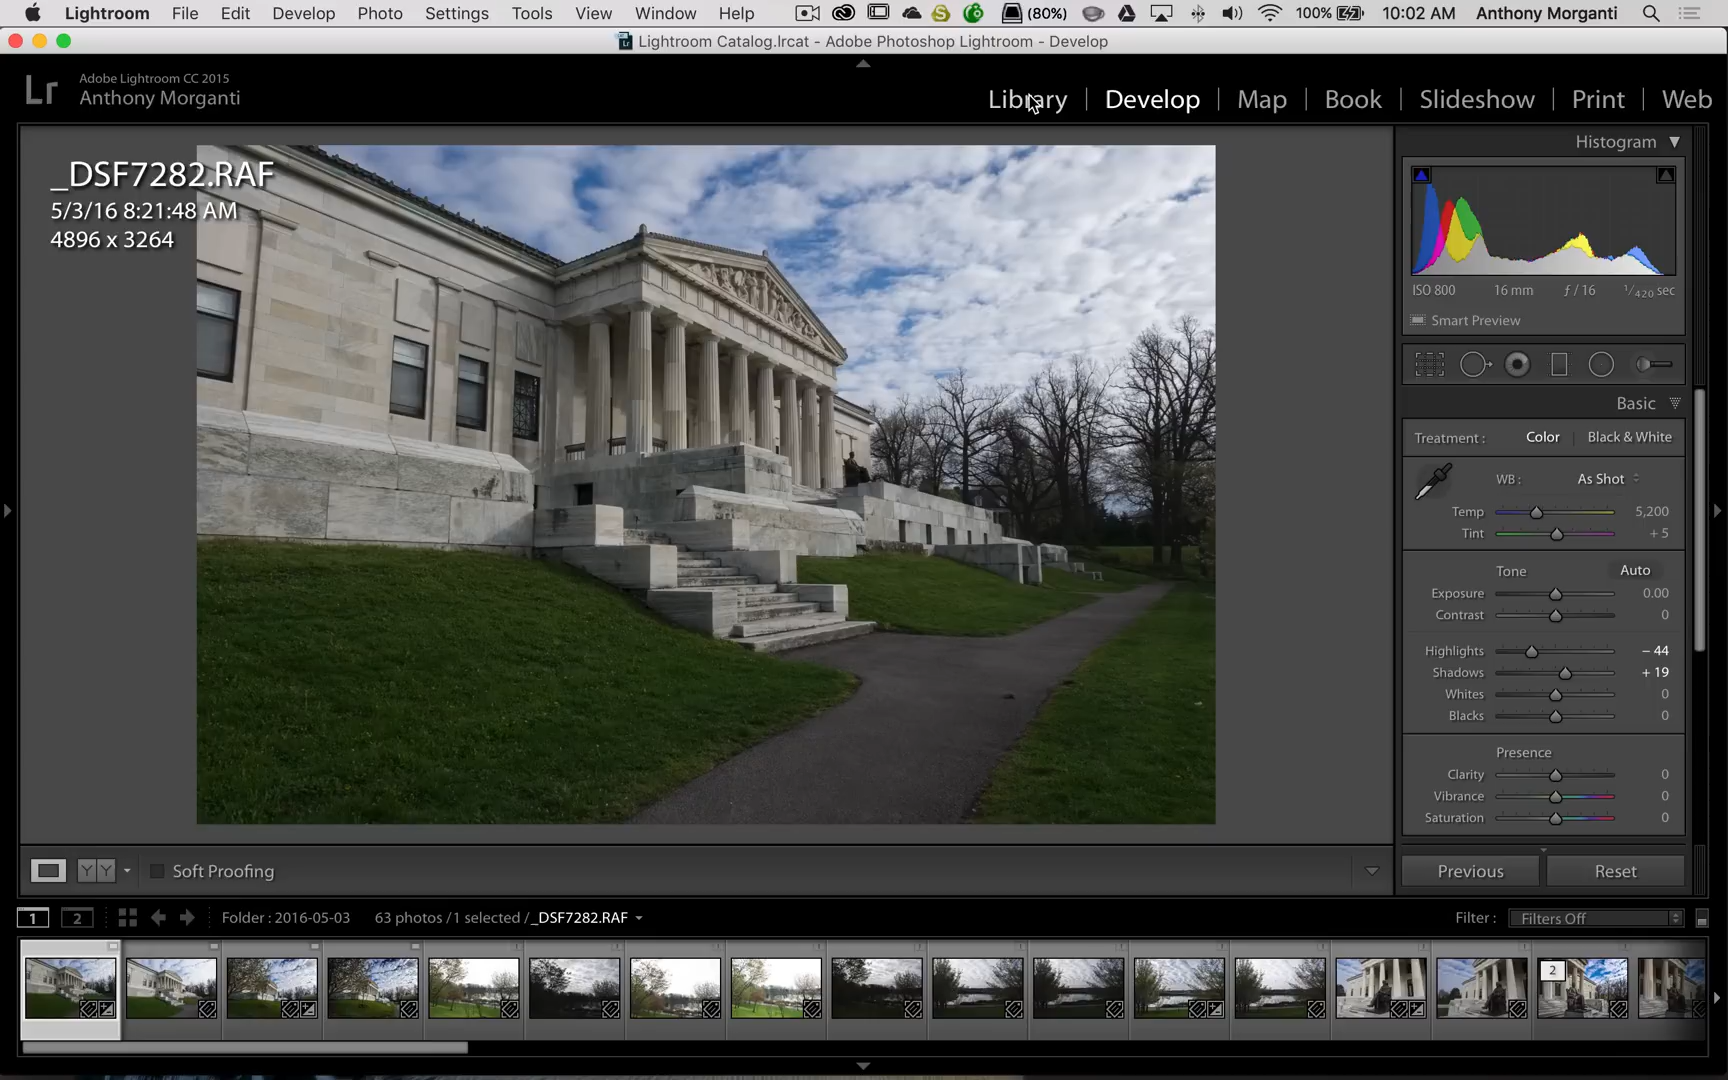 Lightroom File Edit Develop Photo Settings Tools View Window Help (80%) 100% 10:02 AM Anthony Morganti
Lightroom Catalog.lrcat - Adobe Photoshop Lightroom - Develop
Lr Adobe Lightroom CC 2015
Anthony Morganti
Library | Develop | Map | Book | Slideshow | Print | Web
_DSF7282.RAF
5/3/16 8:21:48 AM
4896 x 3264
Histogram
ISO 800 16 mm ƒ / 16 1/420 sec
Smart Preview
Basic
Treatment : Color Black & White
WB : As Shot
Temp 5,200
Tint + 5
Tone Auto
Exposure 0.00
Contrast 0
Highlights − 44
Shadows + 19
Whites 0
Blacks 0
Presence
Clarity 0
Vibrance 0
Saturation 0
Y Y Soft Proofing
Previous Reset
1 2 Folder : 2016-05-03 63 photos /1 selected /_DSF7282.RAF Filter : Filters Off
2